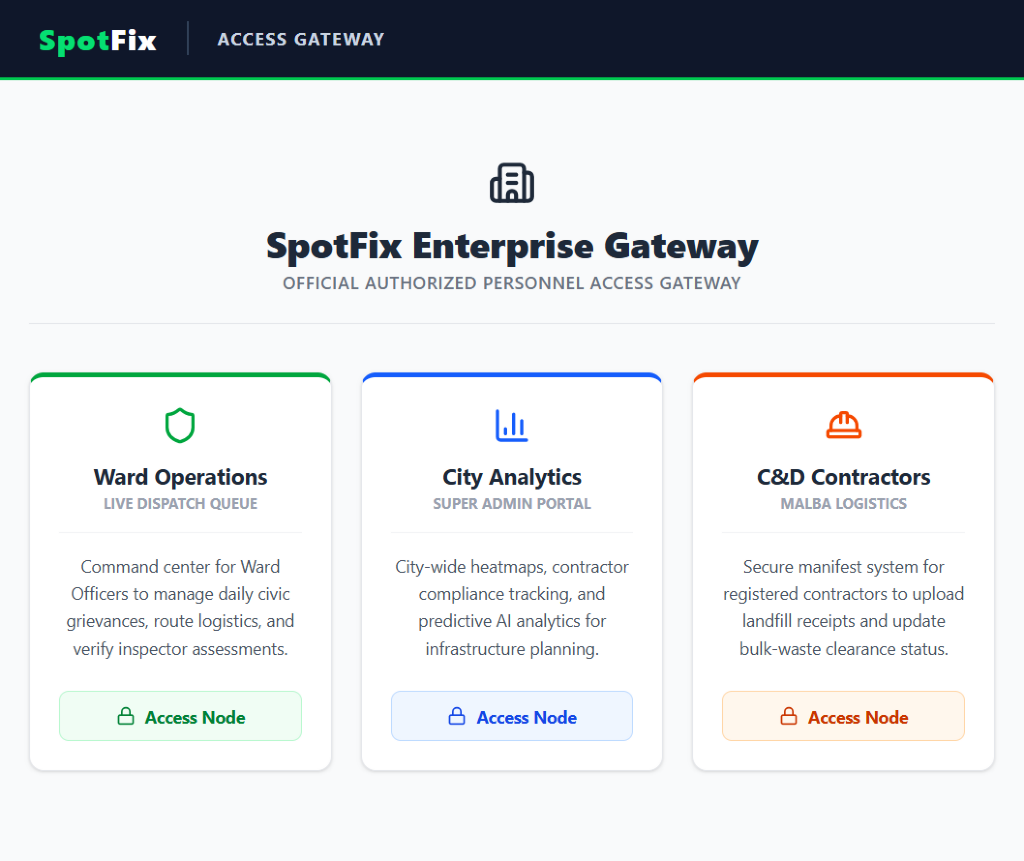 SpotFix
ACCESS GATEWAY
SpotFix Enterprise Gateway
OFFICIAL AUTHORIZED PERSONNEL ACCESS GATEWAY
Ward Operations
LIVE DISPATCH QUEUE
Command center for Ward
Officers to manage daily civic
grievances, route logistics, and
verify inspector assessments.
Access Node
City Analytics
SUPER ADMIN PORTAL
City-wide heatmaps, contractor
compliance tracking, and
predictive AI analytics for
infrastructure planning.
Access Node
C&D Contractors
MALBA LOGISTICS
Secure manifest system for
registered contractors to upload
landfill receipts and update
bulk-waste clearance status.
Access Node